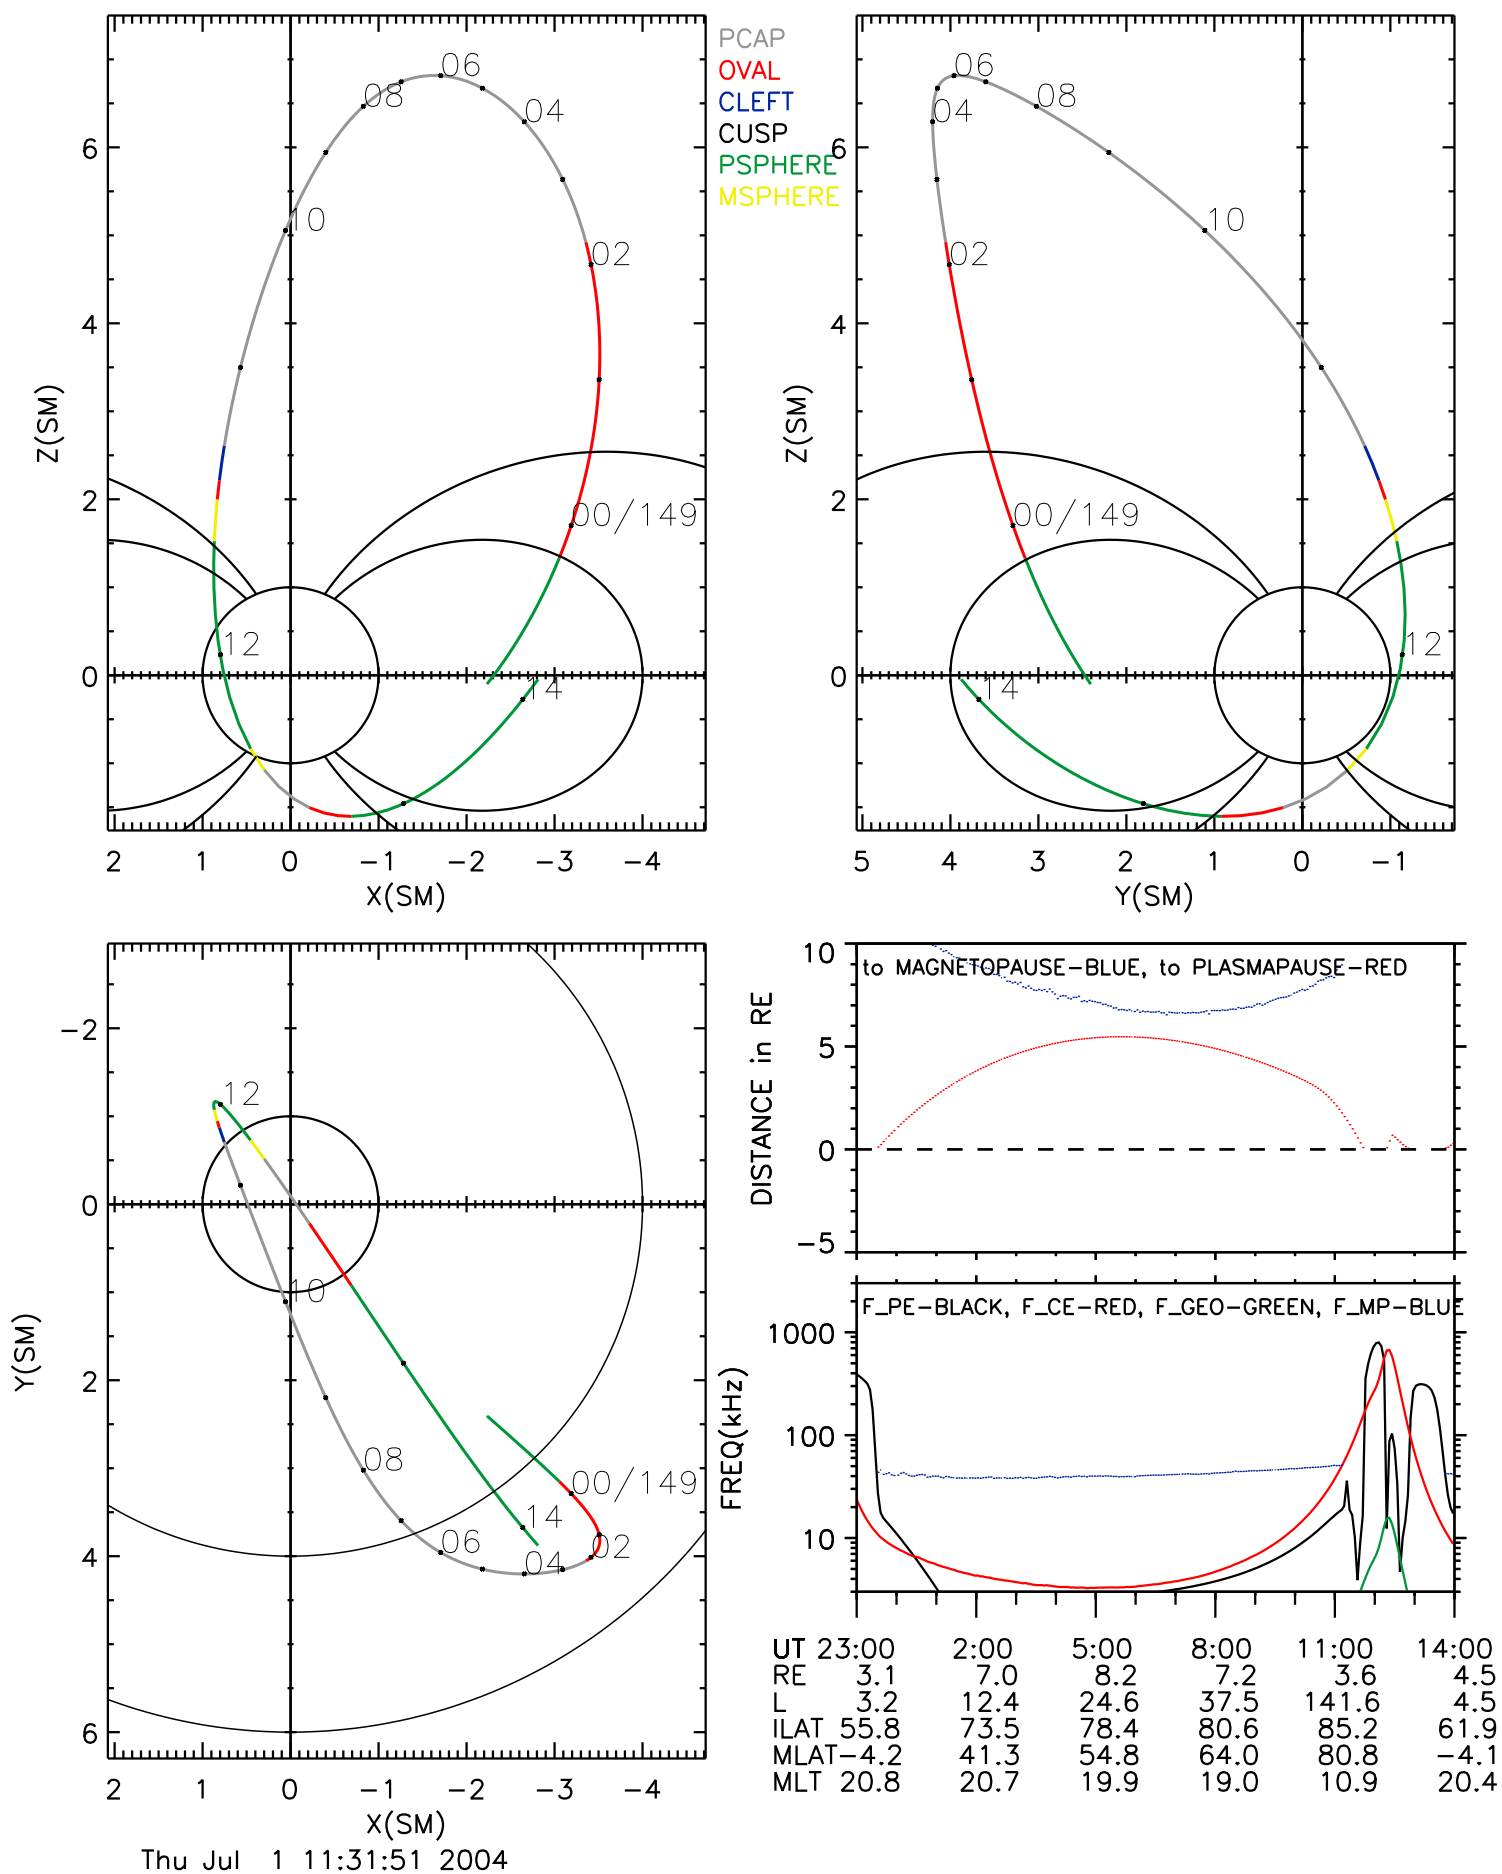 PCAP
OVAL
CLEFT
CUSP
PSPHERE
MSPHERE
06
08
04
10
02
00/149
12
14
6
4
2
0
Z(SM)
2 1 0 -1 -2 -3 -4
X(SM)
06
04
08
10
02
00/149
12
14
6
4
2
0
Z(SM)
5 4 3 2 1 0 -1
Y(SM)
12
10
08
00/149
14
06
04
02
-2
0
2
4
6
Y(SM)
2 1 0 -1 -2 -3 -4
X(SM)
to MAGNETOPAUSE-BLUE, to PLASMAPAUSE-RED
10
5
0
-5
DISTANCE in RE
F_PE-BLACK, F_CE-RED, F_GEO-GREEN, F_MP-BLUE
1000
100
10
FREQ(kHz)
UT 23:00 2:00 5:00 8:00 11:00 14:00
RE 3.1 7.0 8.2 7.2 3.6 4.5
L 3.2 12.4 24.6 37.5 141.6 4.5
ILAT 55.8 73.5 78.4 80.6 85.2 61.9
MLAT-4.2 41.3 54.8 64.0 80.8 -4.1
MLT 20.8 20.7 19.9 19.0 10.9 20.4
Thu Jul 1 11:31:51 2004